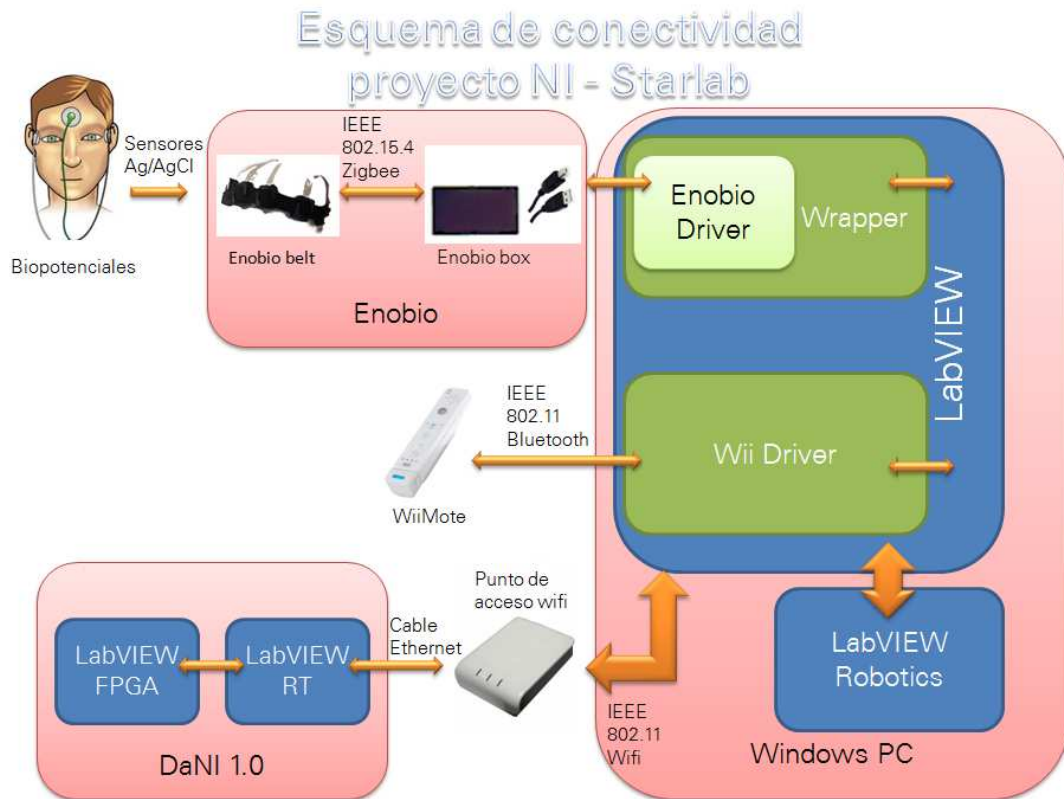 Esquema de conectividad
proyecto NI - Starlab
Sensores
Ag/AgCl
Biopotenciales
IEEE
802.15.4
Zigbee
Enobio belt
Enobio box
Enobio
Enobio
Driver
Wrapper
LabVIEW
IEEE
802.11
Bluetooth
WiiMote
Wii Driver
Punto de
acceso wifi
Cable
Ethernet
LabVIEW
FPGA
LabVIEW
RT
DaNI 1.0
IEEE
802.11
Wifi
LabVIEW
Robotics
Windows PC